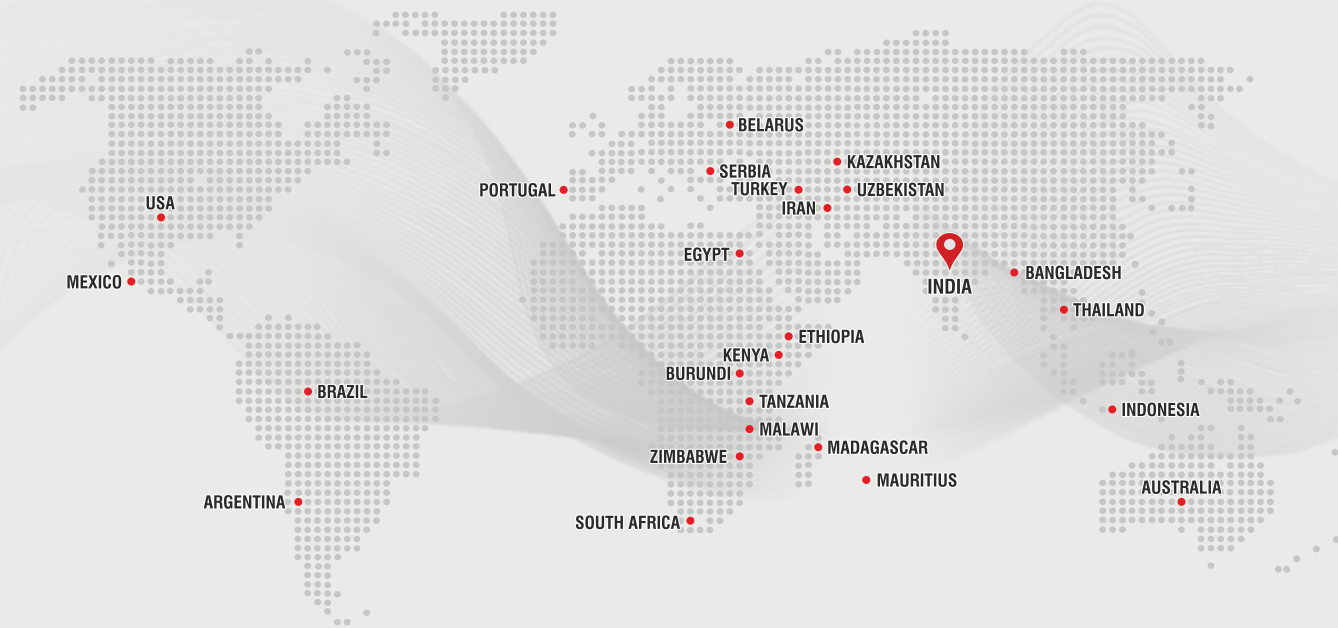 BELARUS
KAZAKHSTAN
SERBIA
PORTUGAL
TURKEY
UZBEKISTAN
USA
IRAN
EGYPT
BANGLADESH
MEXICO
INDIA
THAILAND
ETHIOPIA
KENYA
BURUNDI
BRAZIL
TANZANIA
INDONESIA
MALAWI
MADAGASCAR
ZIMBABWE
MAURITIUS
AUSTRALIA
ARGENTINA
SOUTH AFRICA